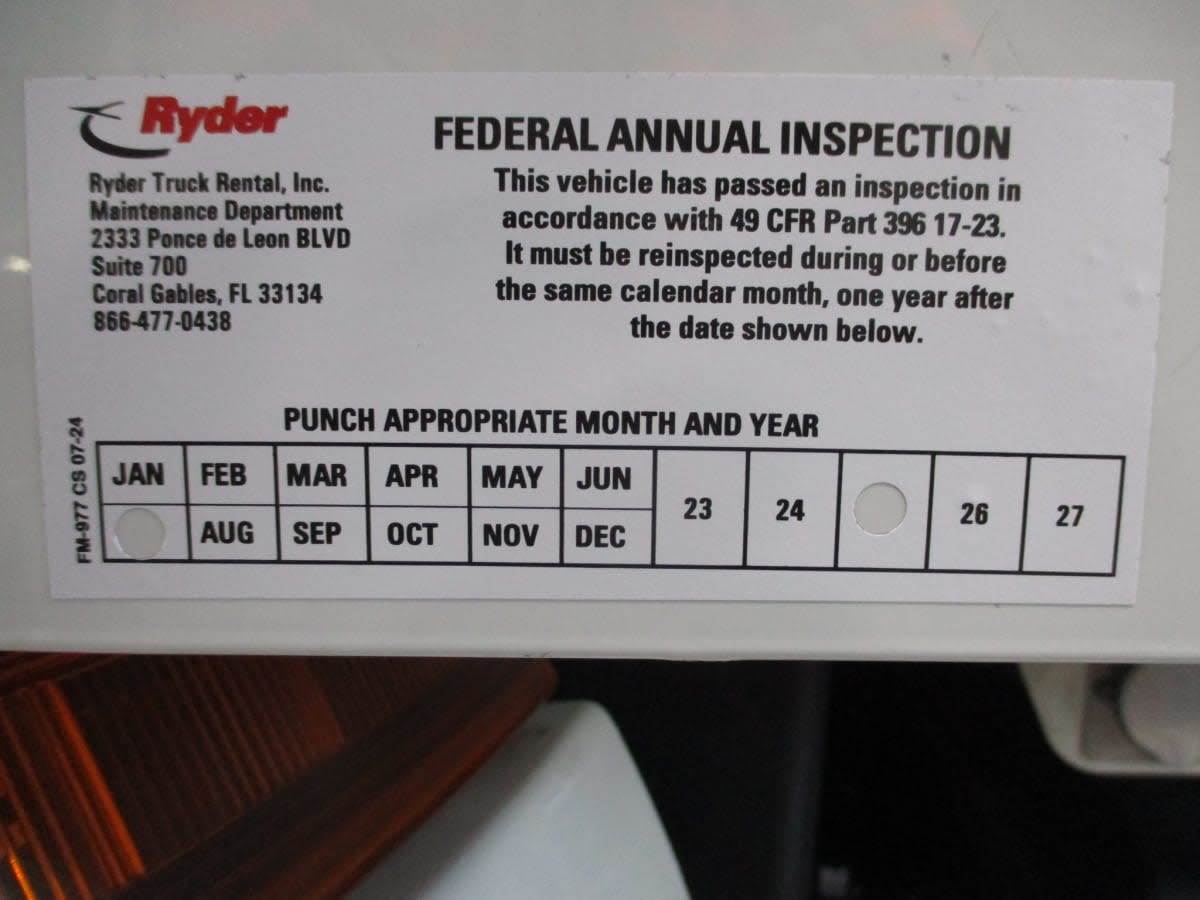 Ryder
Ryder Truck Rental, Inc.
Maintenance Department
2333 Ponce de Leon BLVD
Suite 700
Coral Gables, FL 33134
866-477-0438
FEDERAL ANNUAL INSPECTION
This vehicle has passed an inspection in
accordance with 49 CFR Part 396 17-23.
It must be reinspected during or before
the same calendar month, one year after
the date shown below.
PUNCH APPROPRIATE MONTH AND YEAR
FM-977 CS 07-24
JAN FEB MAR APR MAY JUN
AUG SEP OCT NOV DEC
23 24 26 27